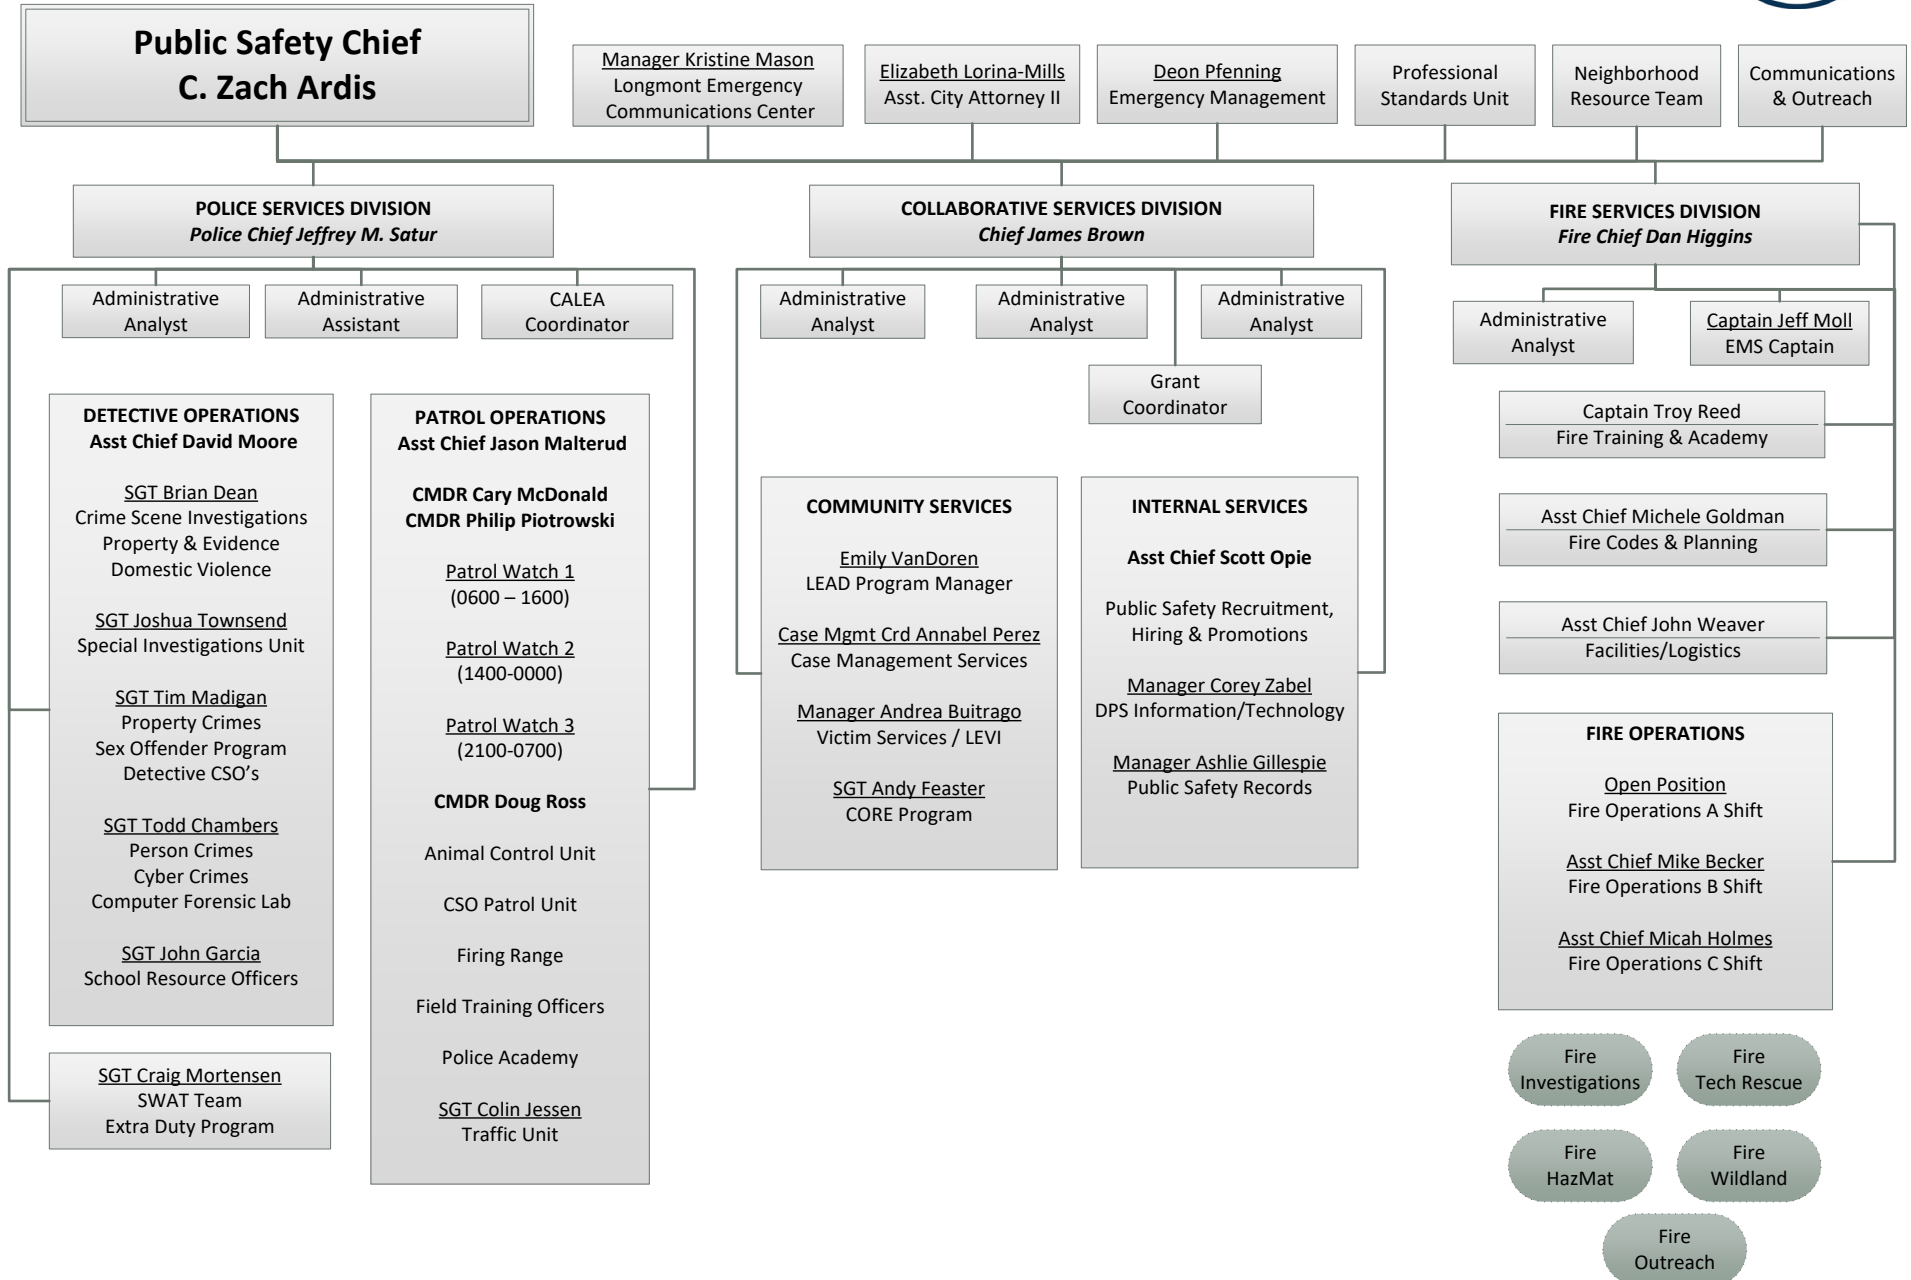 Public Safety Chief
C. Zach Ardis
Manager Kristine Mason
Longmont Emergency
Communications Center
Elizabeth Lorina-Mills
Asst. City Attorney II
Deon Pfenning
Emergency Management
Professional
Standards Unit
Neighborhood
Resource Team
Communications
& Outreach
POLICE SERVICES DIVISION
Police Chief Jeffrey M. Satur
Administrative
Analyst
Administrative
Assistant
CALEA
Coordinator
DETECTIVE OPERATIONS
Asst Chief David Moore
SGT Brian Dean
Crime Scene Investigations
Property & Evidence
Domestic Violence
SGT Joshua Townsend
Special Investigations Unit
SGT Tim Madigan
Property Crimes
Sex Offender Program
Detective CSO's
SGT Todd Chambers
Person Crimes
Cyber Crimes
Computer Forensic Lab
SGT John Garcia
School Resource Officers
SGT Craig Mortensen
SWAT Team
Extra Duty Program
PATROL OPERATIONS
Asst Chief Jason Malterud
CMDR Cary McDonald
CMDR Philip Piotrowski
Patrol Watch 1
(0600 – 1600)
Patrol Watch 2
(1400-0000)
Patrol Watch 3
(2100-0700)
CMDR Doug Ross
Animal Control Unit
CSO Patrol Unit
Firing Range
Field Training Officers
Police Academy
SGT Colin Jessen
Traffic Unit
COLLABORATIVE SERVICES DIVISION
Chief James Brown
Administrative
Analyst
Administrative
Analyst
Administrative
Analyst
Grant
Coordinator
COMMUNITY SERVICES
Emily VanDoren
LEAD Program Manager
Case Mgmt Crd Annabel Perez
Case Management Services
Manager Andrea Buitrago
Victim Services / LEVI
SGT Andy Feaster
CORE Program
INTERNAL SERVICES
Asst Chief Scott Opie
Public Safety Recruitment,
Hiring & Promotions
Manager Corey Zabel
DPS Information/Technology
Manager Ashlie Gillespie
Public Safety Records
FIRE SERVICES DIVISION
Fire Chief Dan Higgins
Administrative
Analyst
Captain Jeff Moll
EMS Captain
Captain Troy Reed
Fire Training & Academy
Asst Chief Michele Goldman
Fire Codes & Planning
Asst Chief John Weaver
Facilities/Logistics
FIRE OPERATIONS
Open Position
Fire Operations A Shift
Asst Chief Mike Becker
Fire Operations B Shift
Asst Chief Micah Holmes
Fire Operations C Shift
Fire
Investigations
Fire
Tech Rescue
Fire
HazMat
Fire
Wildland
Fire
Outreach